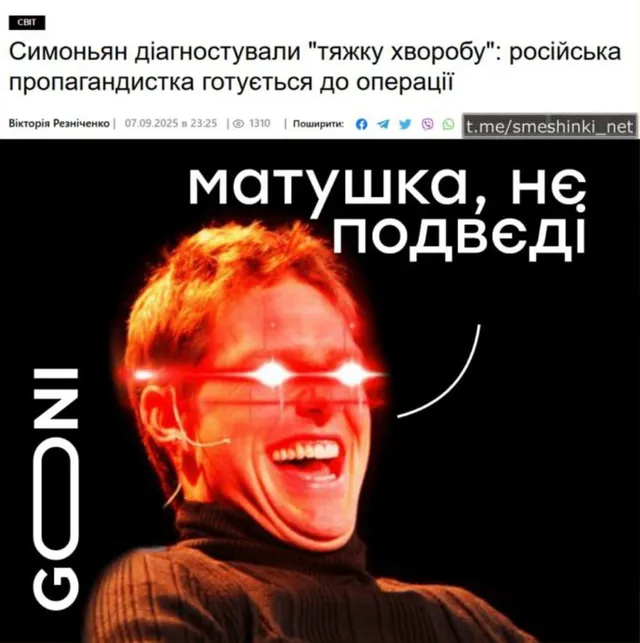 СВІТ
Симоньян діагностували "тяжку хворобу": російська
пропагандистка готується до операції
Вікторія Резніченко | 07.09.2025 в 23:25 | 1310 | Поширити:
t.me/smeshinki_net
матушка, нє
подвєді
GONI